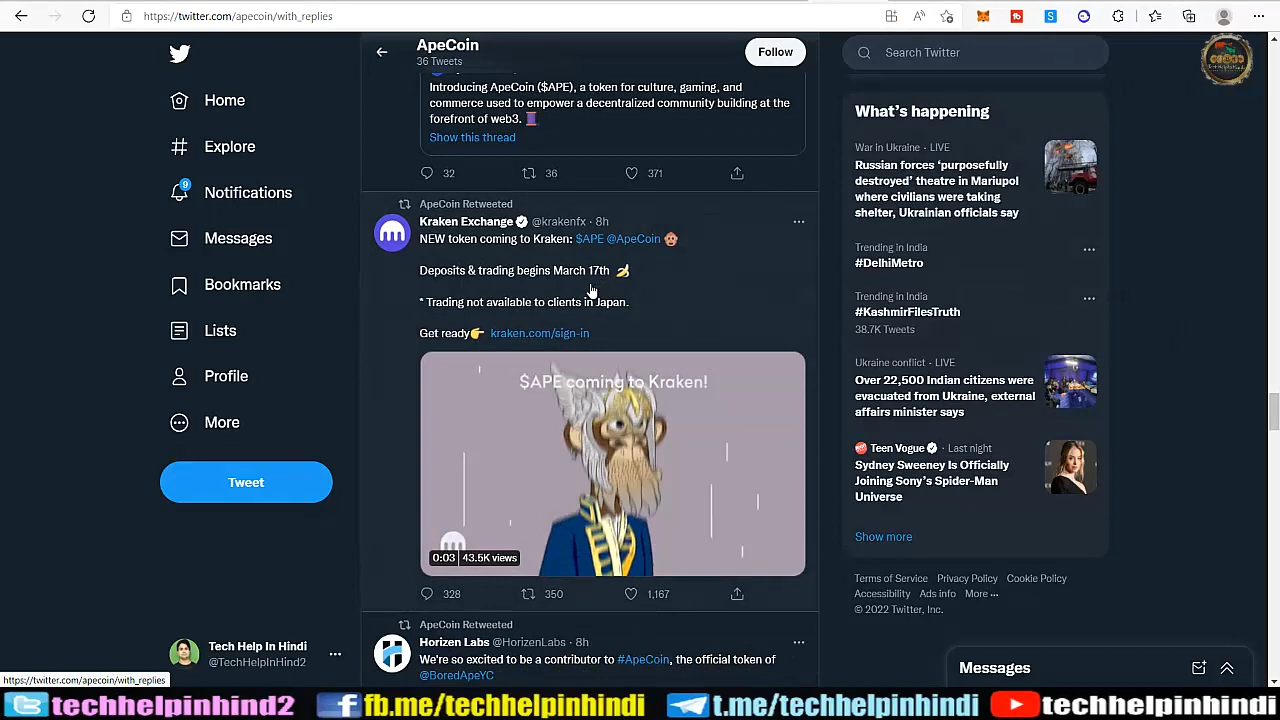 https://twitter.com/apecoin/with_replies
ApeCoin
36 Tweets
Follow
Search Twitter
Home
Explore
9
Notifications
Messages
Bookmarks
Lists
Profile
More
Tweet
Tech Help In Hindi
@TechHelpInHind2
https://twitter.com/apecoin/with_replies
Introducing ApeCoin ($APE), a token for culture, gaming, and
commerce used to empower a decentralized community building at the
forefront of web3. 🧵
Show this thread
32
36
371
ApeCoin Retweeted
Kraken Exchange @krakenfx · 8h
NEW token coming to Kraken: $APE @ApeCoin 🐵
Deposits & trading begins March 17th 🍌
* Trading not available to clients in Japan.
Get ready👉 kraken.com/sign-in
$APE coming to Kraken!
0:03 43.5K views
328
350
1,167
ApeCoin Retweeted
Horizen Labs @HorizenLabs · 8h
We're so excited to be a contributor to #ApeCoin, the official token of
@BoredApeYC
What's happening
War in Ukraine · LIVE
Russian forces 'purposefully
destroyed' theatre in Mariupol
where civilians were taking
shelter, Ukrainian officials say
Trending in India
#DelhiMetro
Trending in India
#KashmirFilesTruth
38.7K Tweets
Ukraine conflict · LIVE
Over 22,500 Indian citizens were
evacuated from Ukraine, external
affairs minister says
Teen Vogue · Last night
Sydney Sweeney Is Officially
Joining Sony's Spider-Man
Universe
Show more
Terms of Service Privacy Policy Cookie Policy
Accessibility Ads info More ···
© 2022 Twitter, Inc.
Messages
techhelpinhind2
fb.me/techhelpinhindi
t.me/techhelpinhindi
techhelpinhindi